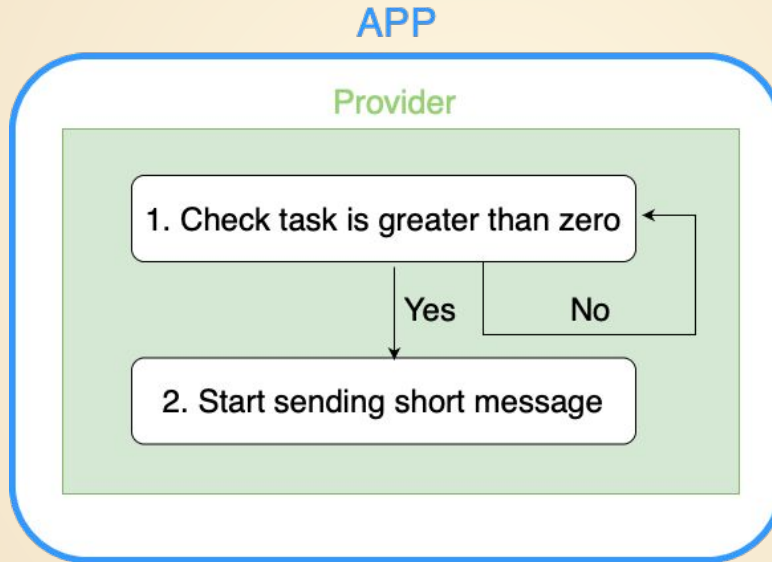 APP
Provider
1. Check task is greater than zero
Yes
No
2. Start sending short message